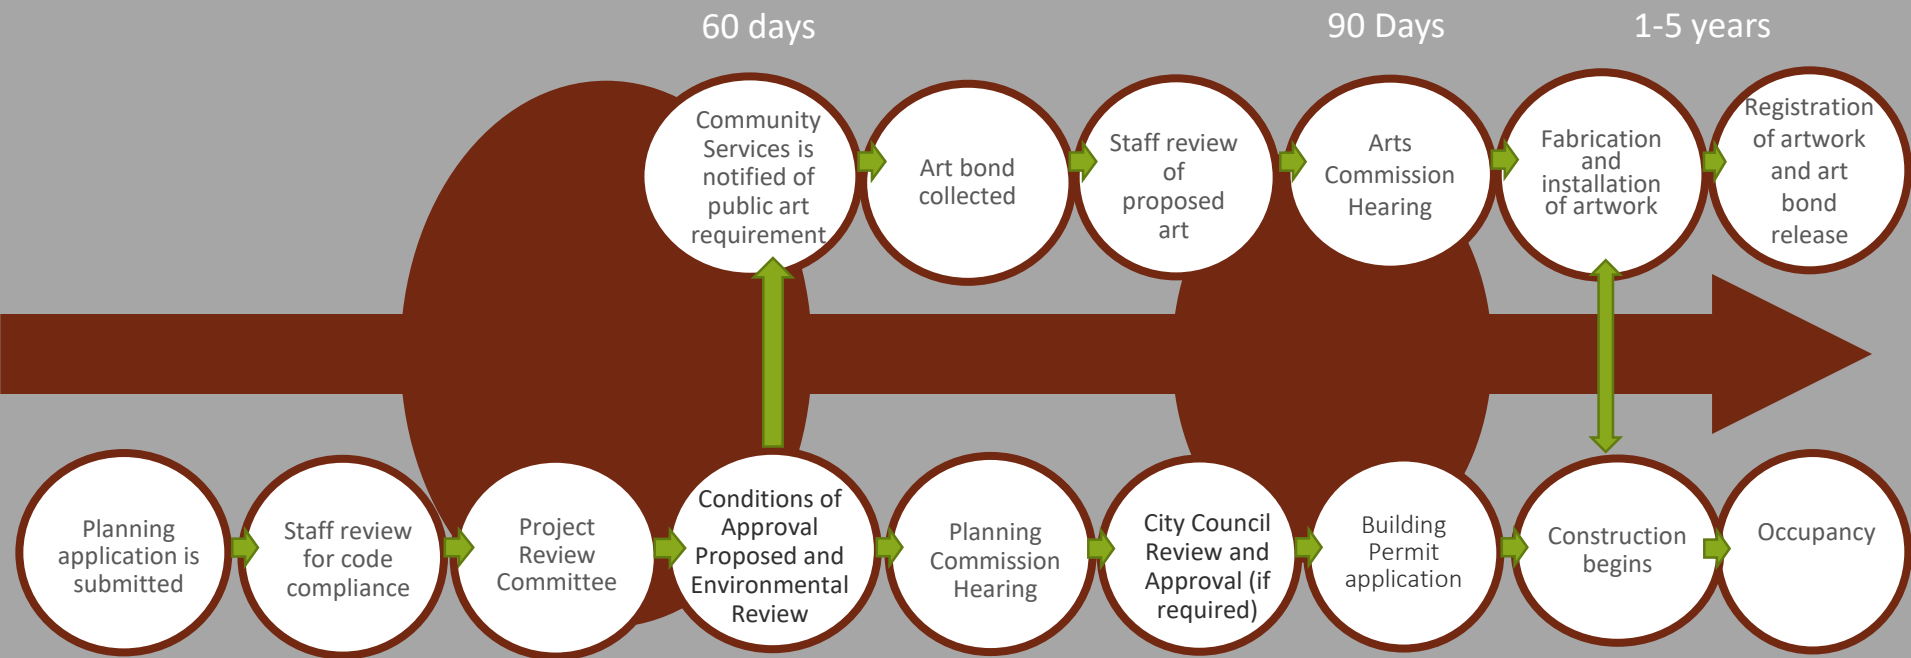 60 days
90 Days
1-5 years
Community
Services is
notified of
public art
requirement
Art bond
collected
Staff review
of
proposed
art
Arts
Commission
Hearing
Fabrication
and
installation
of artwork
Registration
of artwork
and art
bond
release
Planning
application is
submitted
Staff review
for code
compliance
Project
Review
Committee
Conditions of
Approval
Proposed and
Environmental
Review
Planning
Commission
Hearing
City Council
Review and
Approval (if
required)
Building
Permit
application
Construction
begins
Occupancy